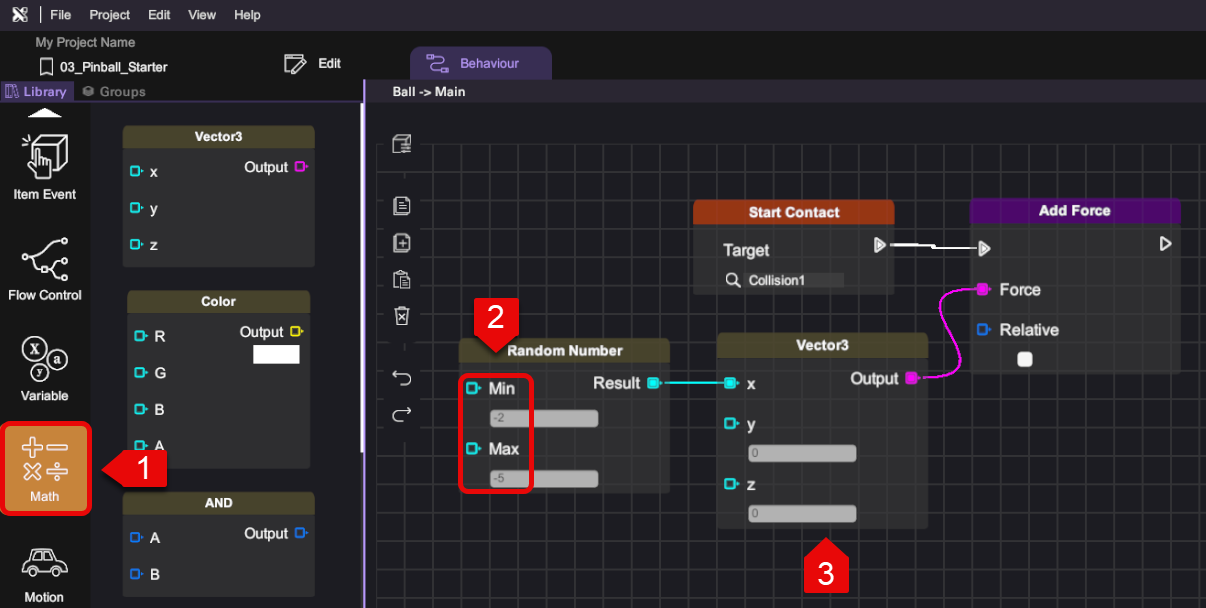 File Project Edit View Help
My Project Name
03_Pinball_Starter
Edit
Behaviour
Library Groups
Ball -> Main
Item Event
Flow Control
X a y
Variable
1
Math
Motion
Vector3
x Output
y
z
Color
R Output
G
B
A
AND
A Output
B
Start Contact
Target
Collision1
Add Force
Force
Relative
2
Random Number
Min Result
-2
Max
-5
Vector3
x Output
y
0
z
0
3